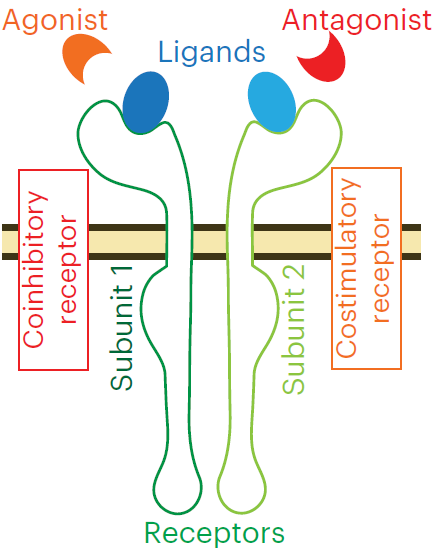 Agonist
Antagonist
Ligands
Coinhibitory
receptor
Subunit 1
Subunit 2
Costimulatory
receptor
Receptors